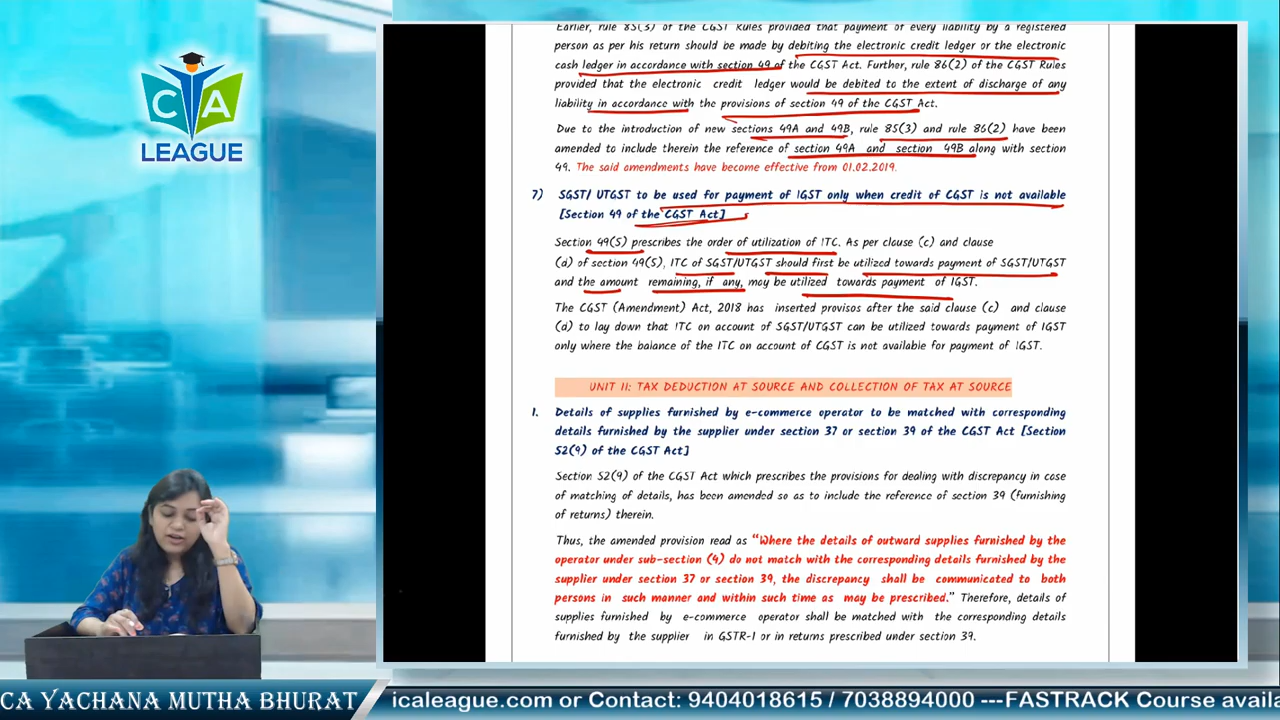 CA
LEAGUE
Earlier, rule 85(3) of the CGST Rules provided that payment of every liability by a registered
person as per his return should be made by debiting the electronic credit ledger or the electronic
cash ledger in accordance with section 49 of the CGST Act. Further, rule 86(2) of the CGST Rules
provided that the electronic credit ledger would be debited to the extent of discharge of any
liability in accordance with the provisions of section 49 of the CGST Act.
Due to the introduction of new sections 49A and 49B, rule 85(3) and rule 86(2) have been
amended to include therein the reference of section 49A and section 49B along with section
49. The said amendments have become effective from 01.02.2019.
7) SGST/ UTGST to be used for payment of IGST only when credit of CGST is not available
[Section 49 of the CGST Act]
Section 49(5) prescribes the order of utilization of ITC. As per clause (c) and clause
(d) of section 49(5), ITC of SGST/UTGST should first be utilized towards payment of SGST/UTGST
and the amount remaining, if any, may be utilized towards payment of IGST.
The CGST (Amendment) Act, 2018 has inserted provisos after the said clause (c) and clause
(d) to lay down that ITC on account of SGST/UTGST can be utilized towards payment of IGST
only where the balance of the ITC on account of CGST is not available for payment of IGST.
UNIT II: TAX DEDUCTION AT SOURCE AND COLLECTION OF TAX AT SOURCE
1. Details of supplies furnished by e-commerce operator to be matched with corresponding
details furnished by the supplier under section 37 or section 39 of the CGST Act [Section
52(9) of the CGST Act]
Section 52(9) of the CGST Act which prescribes the provisions for dealing with discrepancy in case
of matching of details, has been amended so as to include the reference of section 39 (furnishing
of returns) therein.
Thus, the amended provision read as “Where the details of outward supplies furnished by the
operator under sub-section (4) do not match with the corresponding details furnished by the
supplier under section 37 or section 39, the discrepancy shall be communicated to both
persons in such manner and within such time as may be prescribed.” Therefore, details of
supplies furnished by e-commerce operator shall be matched with the corresponding details
furnished by the supplier in GSTR-1 or in returns prescribed under section 39.
CA YACHANA MUTHA BHURAT
icaleague.com or Contact: 9404018615 / 7038894000 ---FASTRACK Course availa